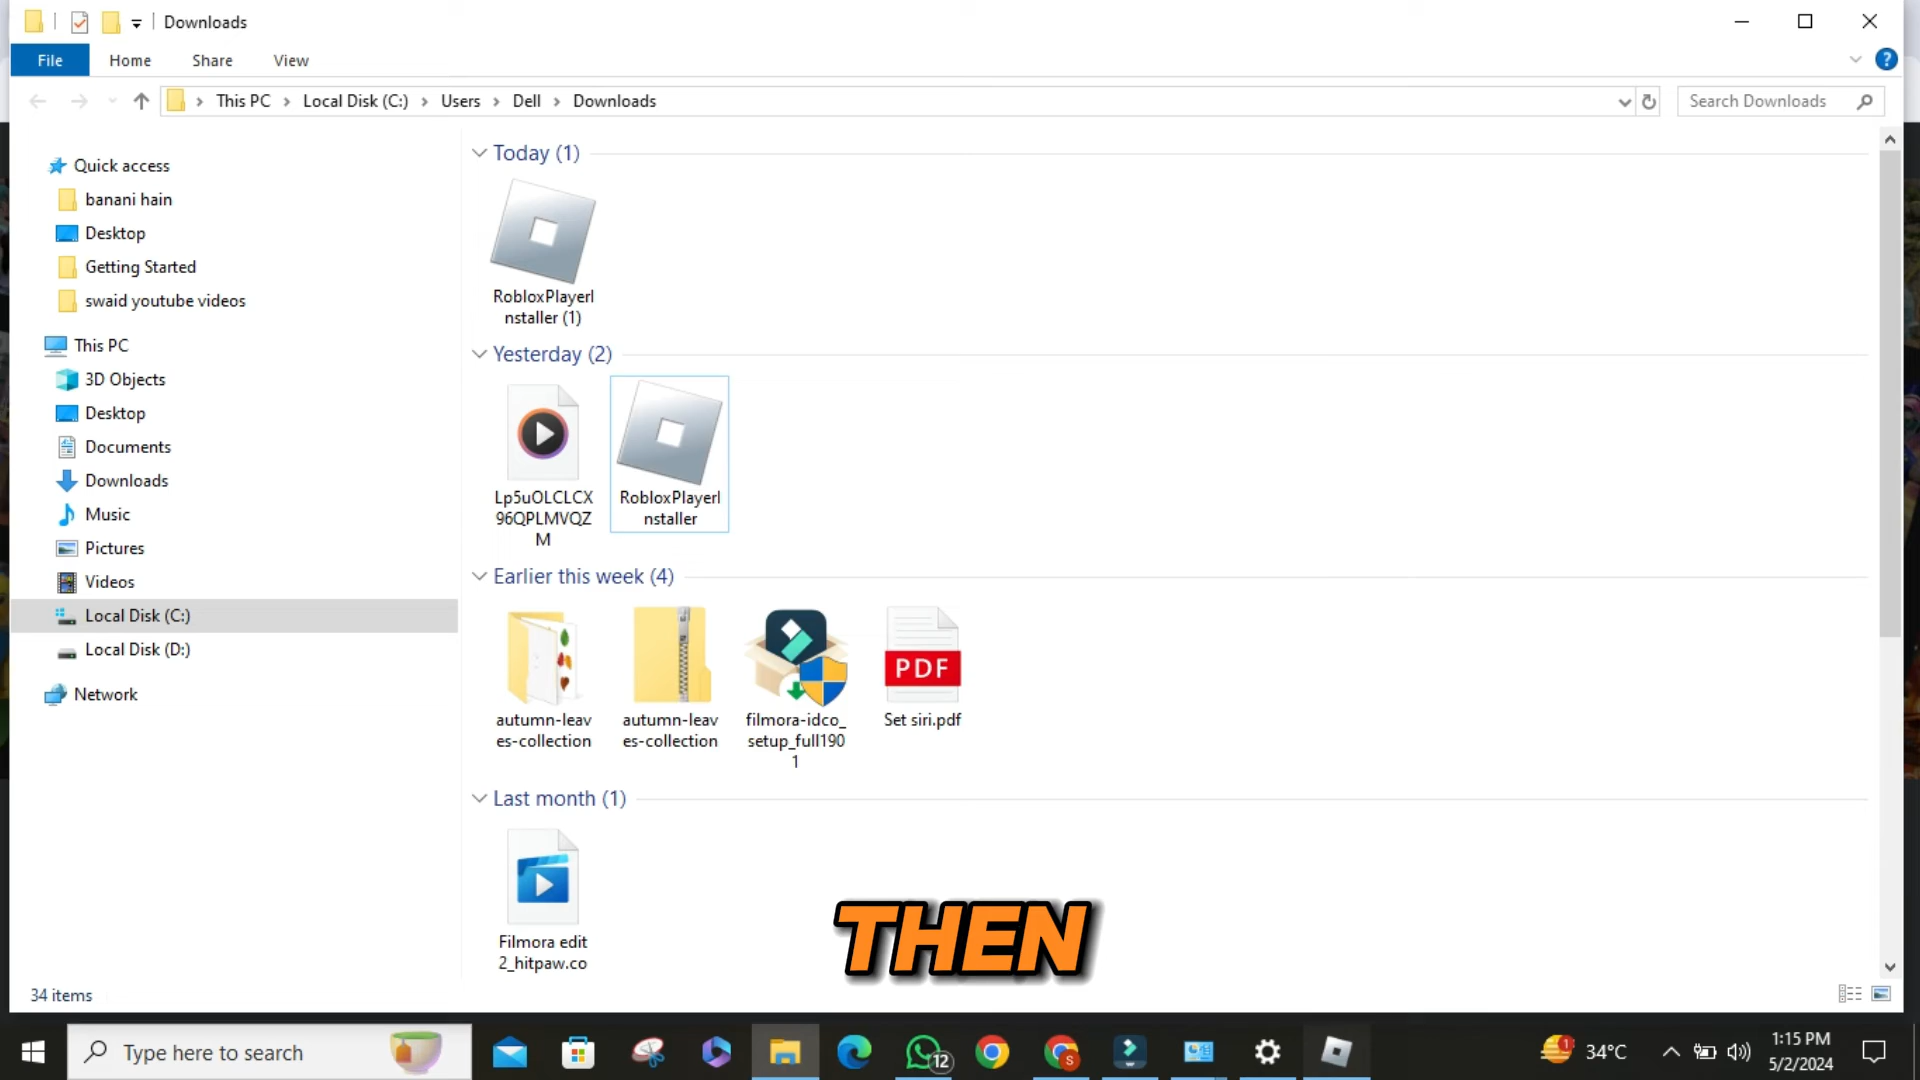 Downloads
File Home Share View
This PC Local Disk (C:) Users Dell Downloads
Search Downloads
Quick access
banani hain
Desktop
Getting Started
swaid youtube videos
This PC
3D Objects
Desktop
Documents
Downloads
Music
Pictures
Videos
Local Disk (C:)
Local Disk (D:)
Network
Today (1)
RobloxPlayerI
nstaller (1)
Yesterday (2)
Lp5uOLCLCX
96QPLMVQZ
M
RobloxPlayerI
nstaller
Earlier this week (4)
autumn-leav
es-collection
autumn-leav
es-collection
filmora-idco_
setup_full190
1
PDF
Set siri.pdf
Last month (1)
Filmora edit
2_hitpaw.co
THEN
34 items
Type here to search
12
S
1
34°C
1:15 PM
5/2/2024